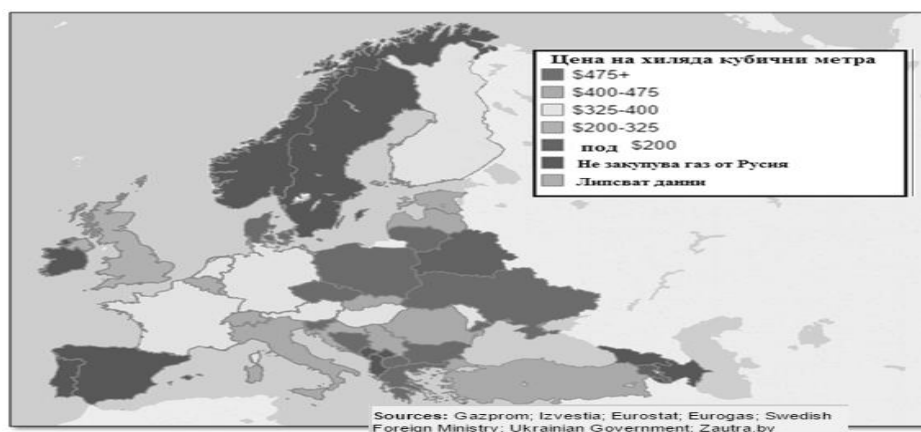 Цена на хиляда кубични метра
$475+
$400-475
$325-400
$200-325
под $200
Не закупува газ от Русия
Липсват данни
Sources: Gazprom; Izvestia; Eurostat; Eurogas; Swedish
Foreign Ministry; Ukrainian Government; Zautra.by